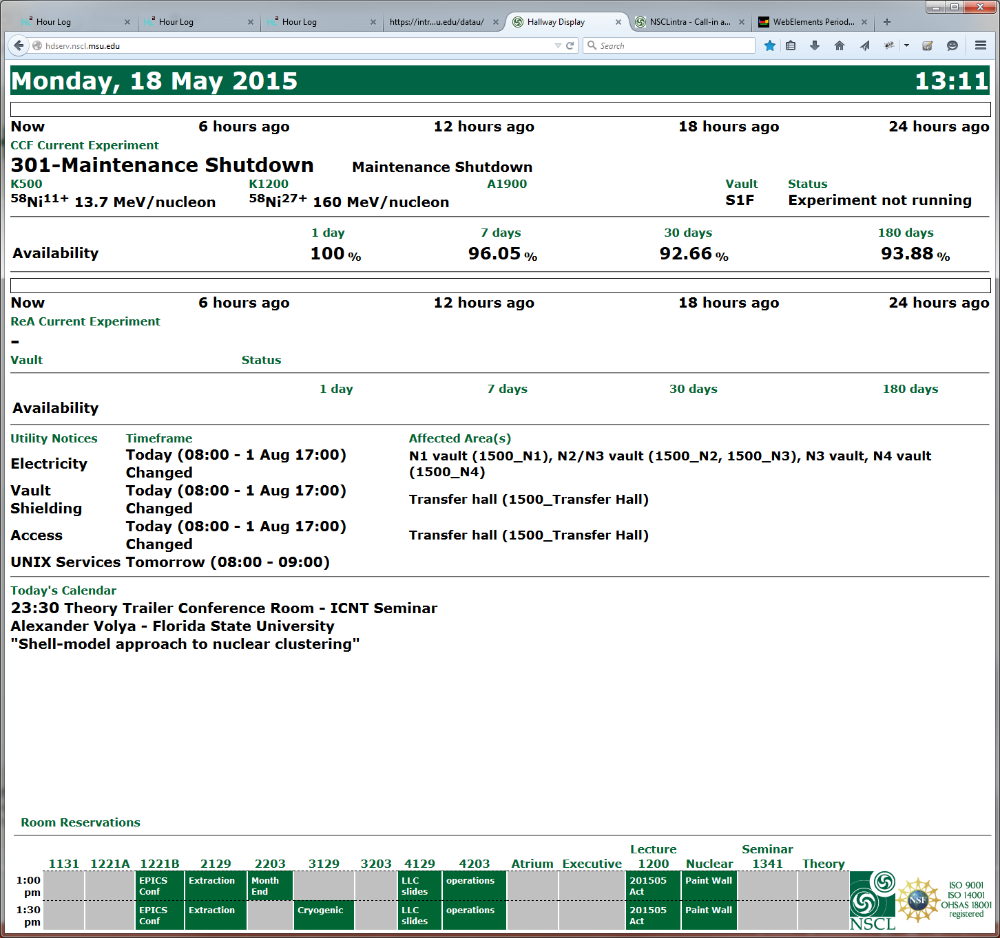 HL² Hour Log
HL² Hour Log
HL² Hour Log
https://intr...u.edu/datau/
Hallway Display
NSCLintra - Call-in a...
WebElements Period...
hdserv.nscl.msu.edu
Search
Monday, 18 May 2015 13:11
Now 6 hours ago 12 hours ago 18 hours ago 24 hours ago
CCF Current Experiment
301-Maintenance Shutdown Maintenance Shutdown
K500 K1200 A1900 Vault Status
⁵⁸Ni¹¹⁺ 13.7 MeV/nucleon ⁵⁸Ni²⁷⁺ 160 MeV/nucleon S1F Experiment not running
1 day 7 days 30 days 180 days
Availability 100 % 96.05 % 92.66 % 93.88 %
Now 6 hours ago 12 hours ago 18 hours ago 24 hours ago
ReA Current Experiment
–
Vault Status
1 day 7 days 30 days 180 days
Availability
Utility Notices Timeframe Affected Area(s)
Electricity Today (08:00 - 1 Aug 17:00) Changed N1 vault (1500_N1), N2/N3 vault (1500_N2, 1500_N3), N3 vault, N4 vault (1500_N4)
Vault Shielding Today (08:00 - 1 Aug 17:00) Changed Transfer hall (1500_Transfer Hall)
Access Today (08:00 - 1 Aug 17:00) Changed Transfer hall (1500_Transfer Hall)
UNIX Services Tomorrow (08:00 - 09:00)
Today's Calendar
23:30 Theory Trailer Conference Room - ICNT Seminar
Alexander Volya - Florida State University
"Shell-model approach to nuclear clustering"
Room Reservations
1131 1221A 1221B 2129 2203 3129 3203 4129 4203 Atrium Executive Lecture 1200 Nuclear Seminar 1341 Theory
1:00 pm EPICS Conf Extraction Month End LLC slides operations 201505 Act Paint Wall
1:30 pm EPICS Conf Extraction Cryogenic LLC slides operations 201505 Act Paint Wall
NSCL
NSF
ISO 9001
ISO 14001
OHSAS 18001
registered